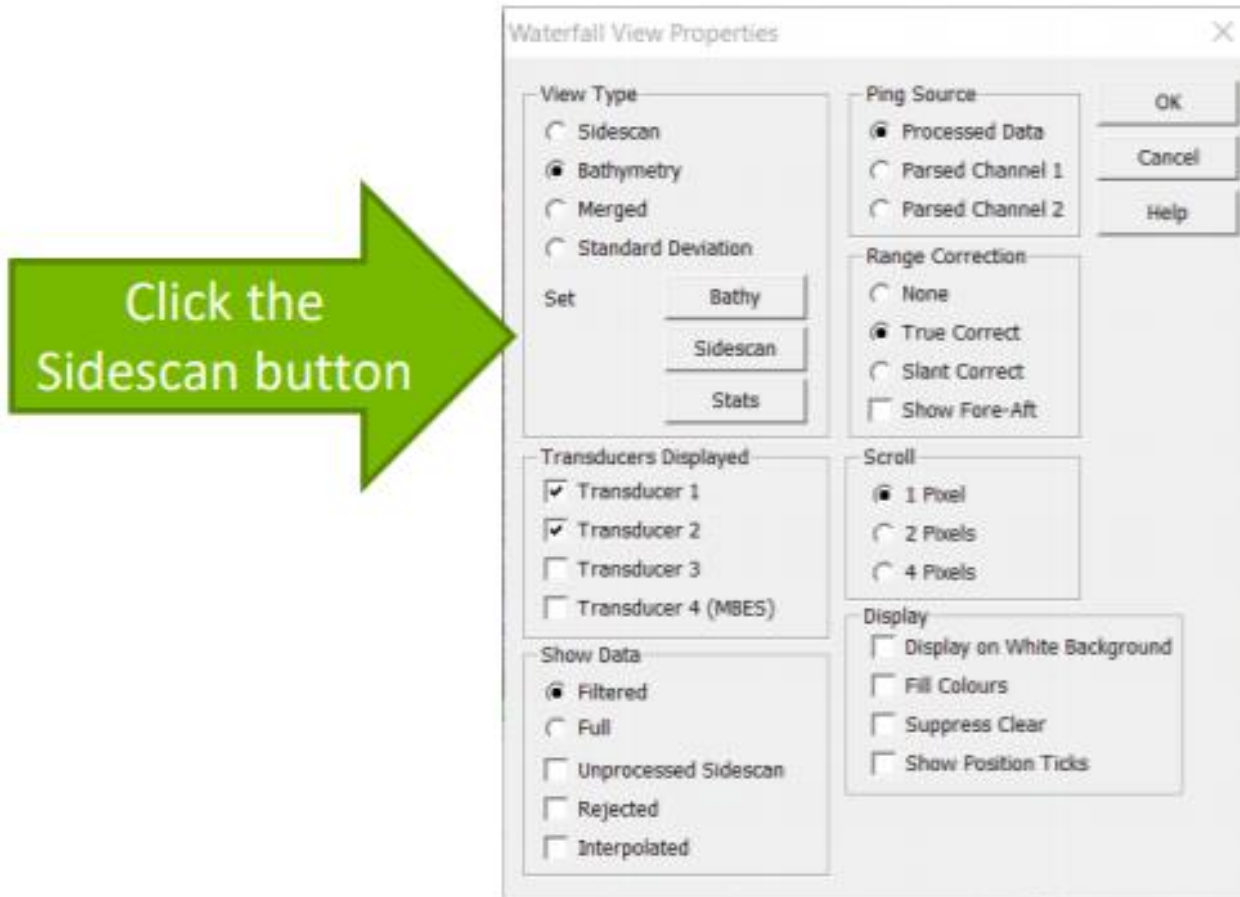 Click the
Sidescan button
Waterfall View Properties
View Type
Sidescan
Bathymetry
Merged
Standard Deviation
Set
Bathy
Sidescan
Stats
Transducers Displayed
Transducer 1
Transducer 2
Transducer 3
Transducer 4 (MBES)
Show Data
Filtered
Full
Unprocessed Sidescan
Rejected
Interpolated
Ping Source
Processed Data
Parsed Channel 1
Parsed Channel 2
Range Correction
None
True Correct
Slant Correct
Show Fore-Aft
Scroll
1 Pixel
2 Pixels
4 Pixels
Display
Display on White Background
Fill Colours
Suppress Clear
Show Position Ticks
OK
Cancel
Help